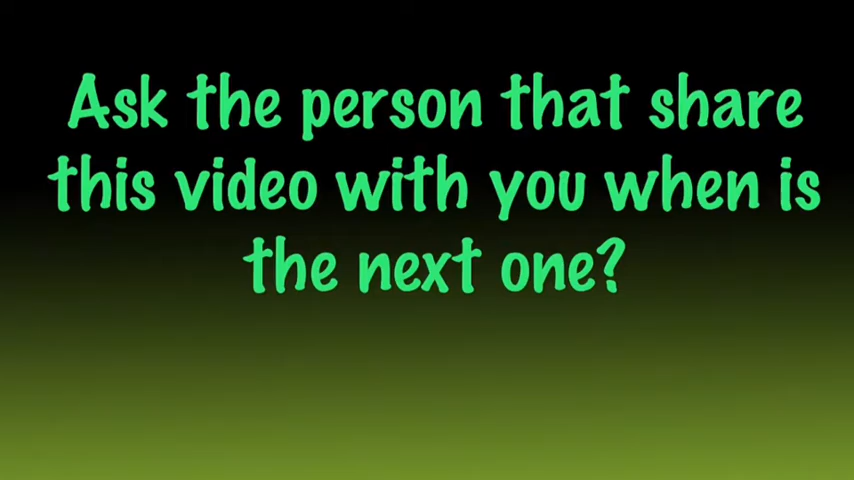 Ask the person that share
this video with you when is
the next one?